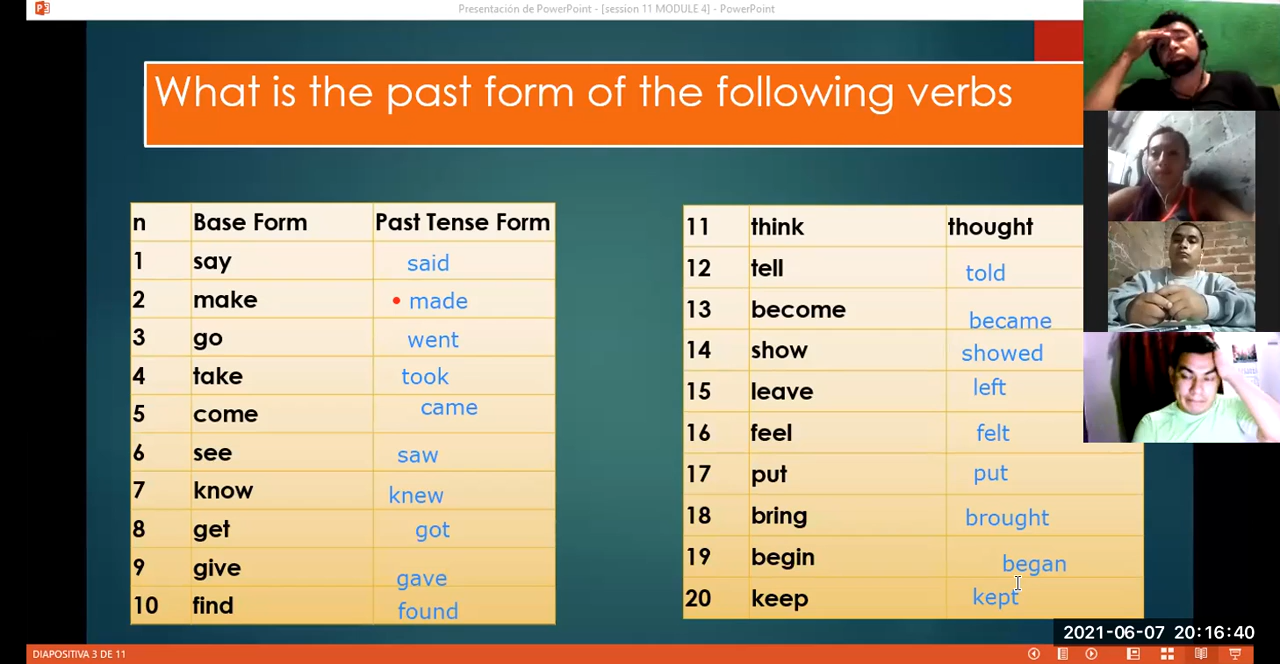 Presentación de PowerPoint - [session 11 MODULE 4] - PowerPoint
What is the past form of the following verbs
n Base Form Past Tense Form
1 say said
2 make • made
3 go went
4 take took
5 come came
6 see saw
7 know knew
8 get got
9 give gave
10 find found
11 think thought
12 tell told
13 become became
14 show showed
15 leave left
16 feel felt
17 put put
18 bring brought
19 begin began
20 keep kept
2021-06-07 20:16:40
DIAPOSITIVA 3 DE 11